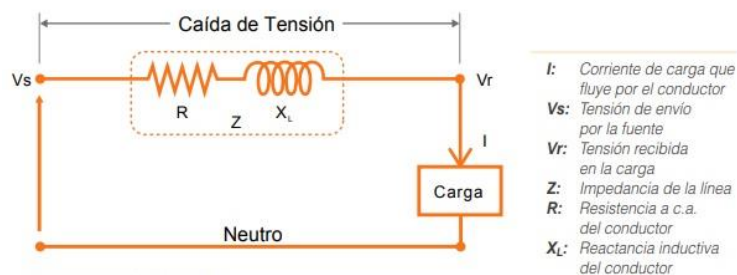 Caída de Tensión
Vs
Vr
R
X_L
Z
I
Carga
Neutro
I: Corriente de carga que
fluye por el conductor
Vs: Tensión de envío
por la fuente
Vr: Tensión recibida
en la carga
Z: Impedancia de la línea
R: Resistencia a c.a.
del conductor
X_L: Reactancia inductiva
del conductor